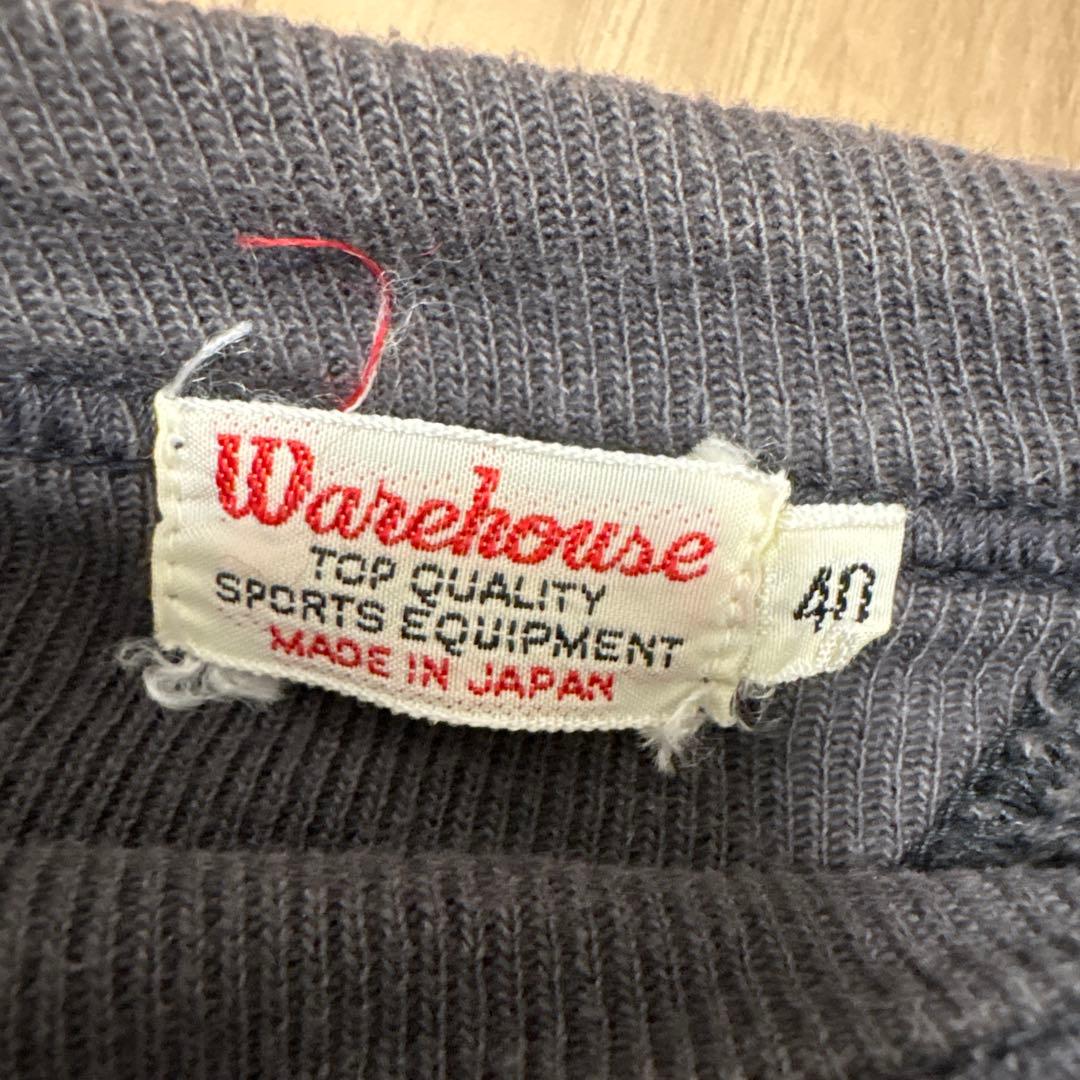 Warehouse
TOP QUALITY
SPORTS EQUIPMENT
MADE IN JAPAN
40